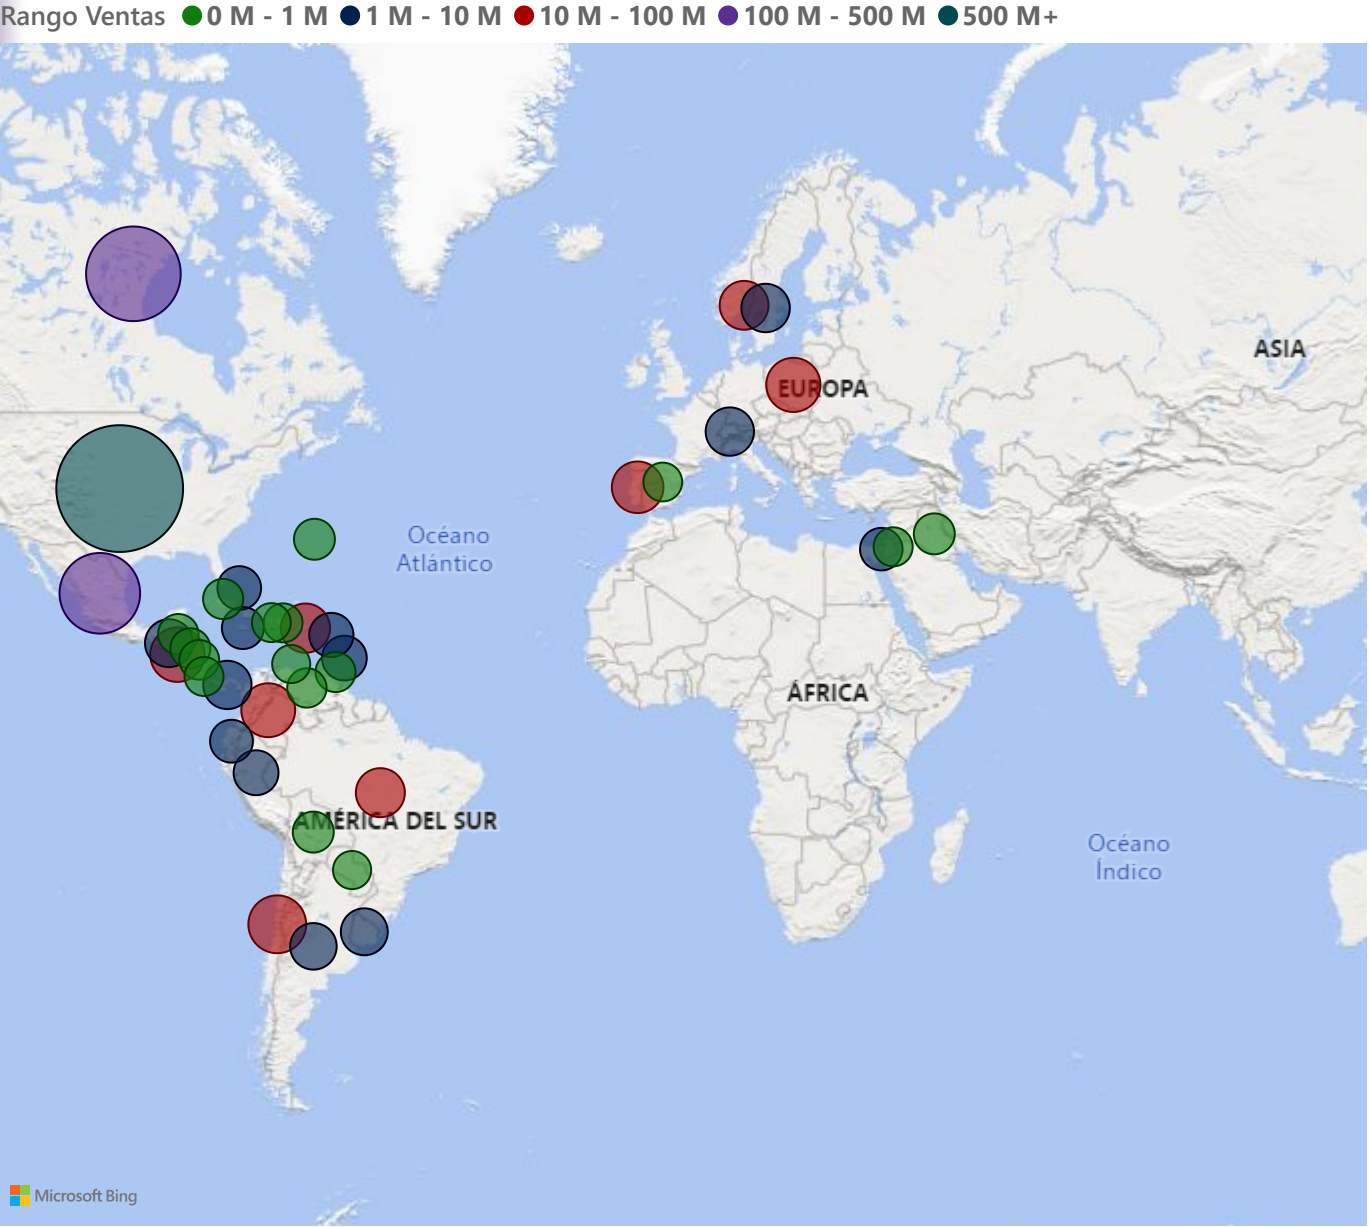 Rango Ventas 0 M - 1 M 1 M - 10 M 10 M - 100 M 100 M - 500 M 500 M+
ASIA
EUROPA
Océano
Atlántico
ÁFRICA
AMÉRICA DEL SUR
Océano
Índico
Microsoft Bing